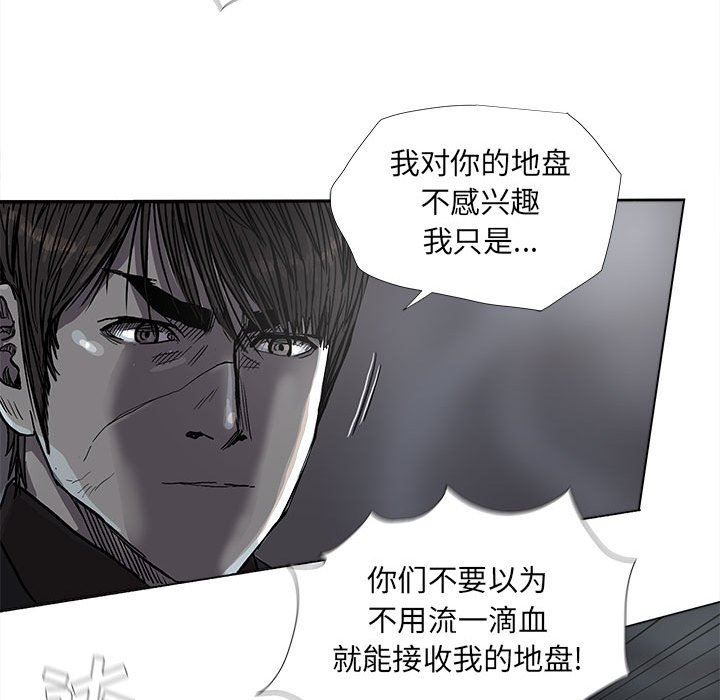 我对你的地盘
不感兴趣
我只是...
你们不要以为
不用流一滴血
就能接收我的地盘!